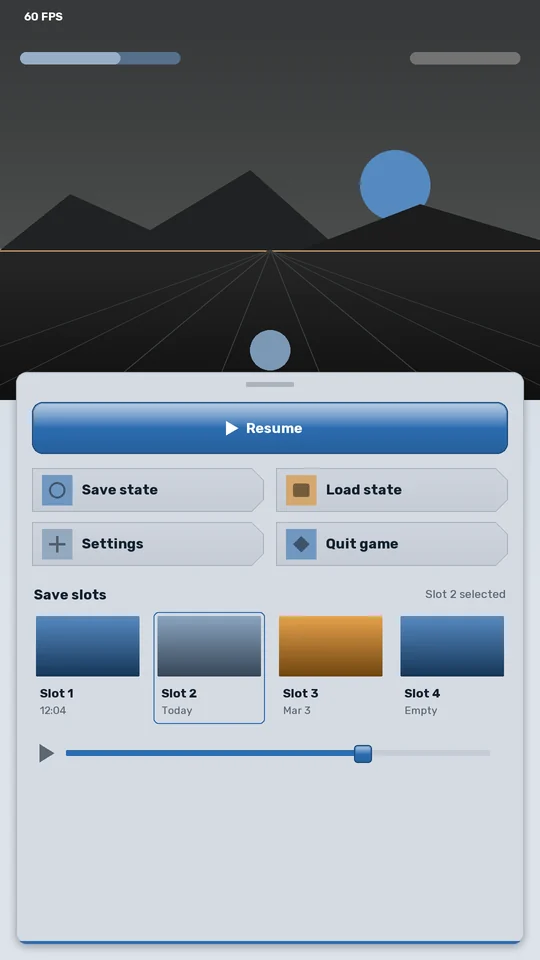 60 FPS
Resume
Save state
Load state
Settings
Quit game
Save slots
Slot 2 selected
Slot 1
12:04
Slot 2
Today
Slot 3
Mar 3
Slot 4
Empty